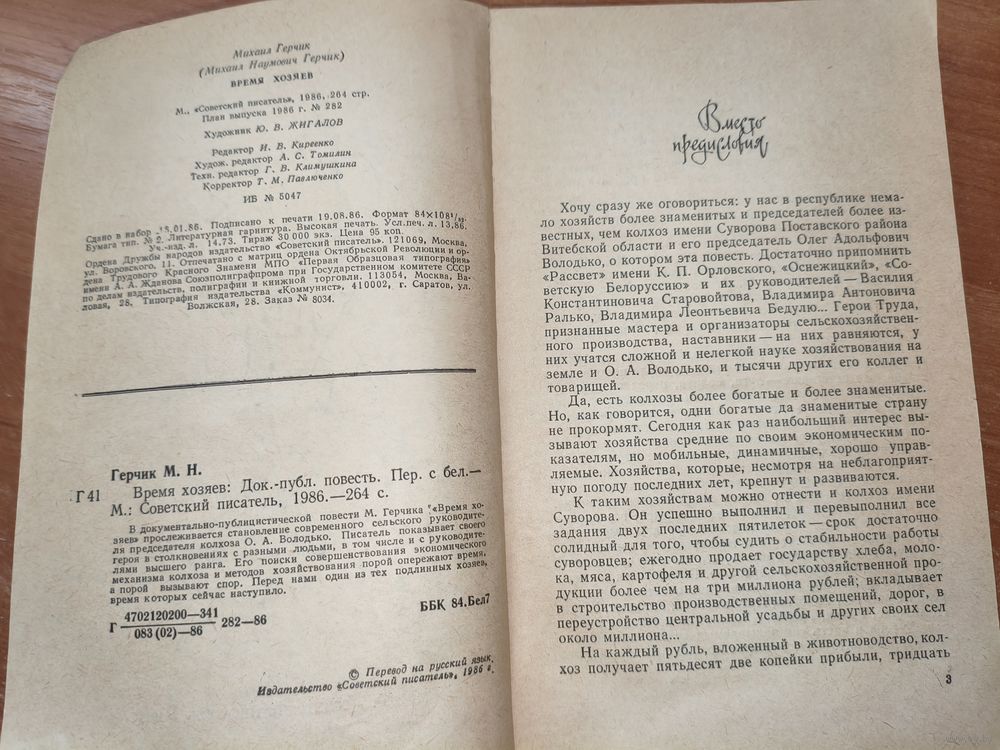 Михаил Герчик
(Михаил Наумович Герчик)
ВРЕМЯ ХОЗЯЕВ
М., «Советский писатель», 1986, 264 стр.
План выпуска 1986 г. № 282
Художник Ю. В. ЖИГАЛОВ
Редактор И. В. Киреенко
Худож. редактор А. С. Томилин
Техн. редактор Г. В. Климушкина
Корректор Т. М. Павлюченко
ИБ № 5047
Сдано в набор 15.01.86. Подписано к печати 19.08.86. Формат 84×108¹/₃₂.
Бумага тип. № 2. Литературная гарнитура. Высокая печать. Усл.печ. л. 13,86.
Уч.-изд. л. 14,73. Тираж 30 000 экз. Цена 95 коп.
Ордена Дружбы народов издательство «Советский писатель». 121069, Москва,
ул. Воровского, 11. Отпечатано с матриц ордена Октябрьской Революции и ор-
дена Трудового Красного Знамени МПО «Первая Образцовая типография»
имени А. А. Жданова Союзполиграфпрома при Государственном комитете СССР
по делам издательств, полиграфии и книжной торговли. 113054, Москва, Ва-
ловая, 28. Типография издательства «Коммунист», 410002, г. Саратов, ул.
Волжская, 28. Заказ № 8034.
Герчик М. Н.
Г41 Время хозяев: Док.-публ. повесть. Пер. с бел.—
М.: Советский писатель, 1986.—264 с.
В документально-публицистической повести М. Герчика «Время хо-
зяев» прослеживается становление современного сельского руководите-
ля председателя колхоза О. А. Володько. Писатель показывает своего
героя в столкновениях с разными людьми, в том числе и с руководите-
лями высшего ранга. Его поиски совершенствования экономического
механизма колхоза и методов хозяйствования порой опережают время,
а порой вызывают спор. Перед нами один из тех подлинных хозяев,
время которых сейчас наступило.
Г 4702120200—341
083(02)—86 282—86
ББК 84.Бел7
© Перевод на русский язык.
Издательство «Советский писатель», 1986 г.
Вместо
предисловия
Хочу сразу же оговориться: у нас в республике нема-
ло хозяйств более знаменитых и председателей более из-
вестных, чем колхоз имени Суворова Поставского района
Витебской области и его председатель Олег Адольфович
Володько, о котором эта повесть. Достаточно припомнить
«Рассвет» имени К. П. Орловского, «Оснежицкий», «Со-
ветскую Белоруссию» и их руководителей — Василия
Константиновича Старовойтова, Владимира Антоновича
Ралько, Владимира Леонтьевича Бедулю... Герои Труда,
признанные мастера и организаторы сельскохозяйствен-
ного производства, наставники — на них равняются, у
них учатся сложной и нелегкой науке хозяйствования на
земле и О. А. Володько, и тысячи других его коллег и
товарищей.
Да, есть колхозы более богатые и более знаменитые.
Но, как говорится, одни богатые да знаменитые страну
не прокормят. Сегодня как раз наибольший интерес вы-
зывают хозяйства средние по своим экономическим по-
казателям, но мобильные, динамичные, хорошо управ-
ляемые. Хозяйства, которые, несмотря на неблагоприят-
ную погоду последних лет, крепнут и развиваются.
К таким хозяйствам можно отнести и колхоз имени
Суворова. Он успешно выполнил и перевыполнил все
задания двух последних пятилеток — срок достаточно
солидный для того, чтобы судить о стабильности работы
суворовцев; ежегодно продает государству хлеба, моло-
ка, мяса, картофеля и другой сельскохозяйственной про-
дукции более чем на три миллиона рублей; вкладывает
в строительство производственных помещений, дорог, в
переустройство центральной усадьбы и других своих сел
около миллиона...
На каждый рубль, вложенный в животноводство, кол-
хоз получает пятьдесят две копейки прибыли, тридцать
3